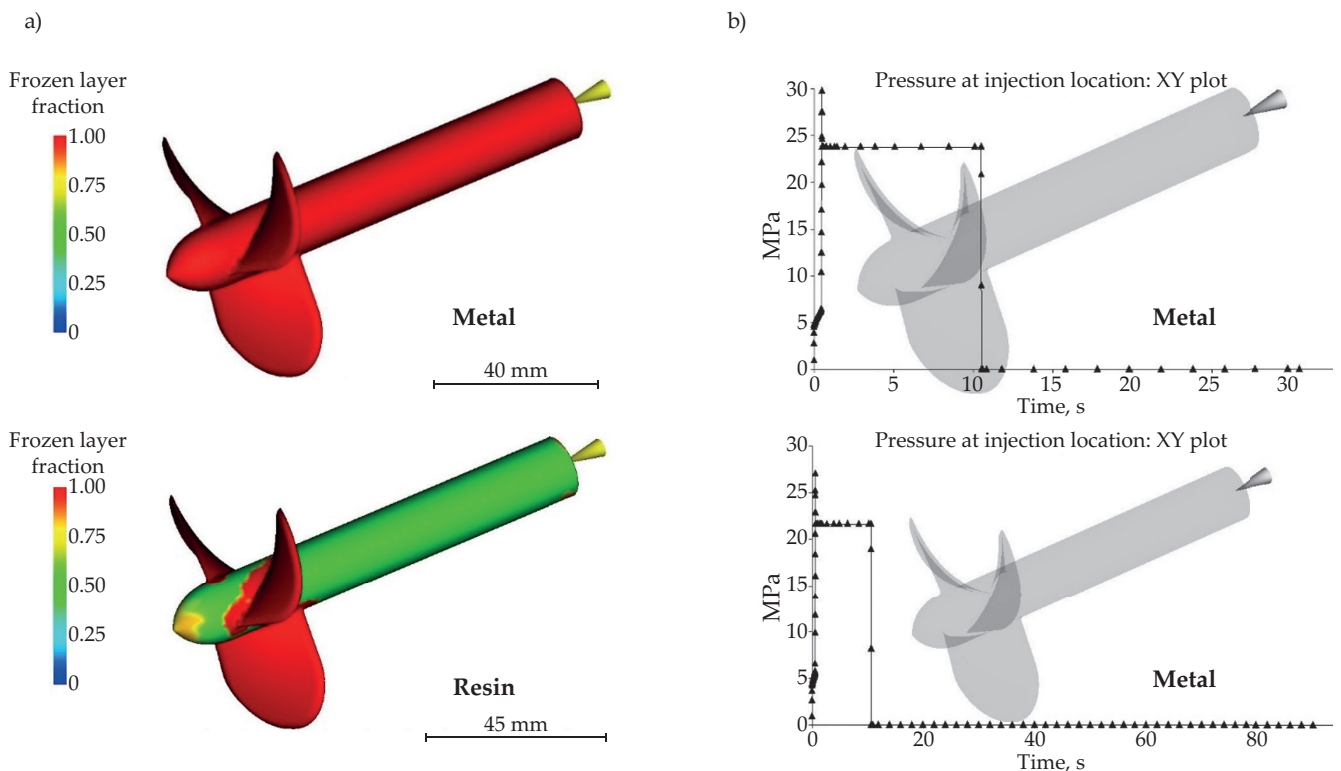 a)
Frozen layer
fraction
1.00
0.75
0.50
0.25
0
Metal
40 mm
Frozen layer
fraction
1.00
0.75
0.50
0.25
0
Resin
45 mm
b)
Pressure at injection location: XY plot
30
25
20
15
10
5
0
MPa
Metal
0 5 10 15 20 25 30
Time, s
Pressure at injection location: XY plot
30
25
20
15
10
5
0
MPa
Metal
0 20 40 60 80
Time, s